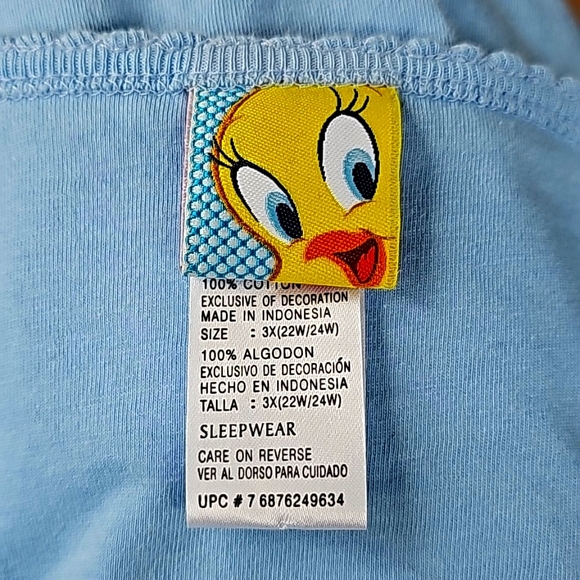 100% COTTON
EXCLUSIVE OF DECORATION
MADE IN INDONESIA
SIZE : 3X(22W/24W)
100% ALGODON
EXCLUSIVO DE DECORACIÓN
HECHO EN INDONESIA
TALLA : 3X(22W/24W)
SLEEPWEAR
CARE ON REVERSE
VER AL DORSO PARA CUIDADO
UPC # 7 6876249634